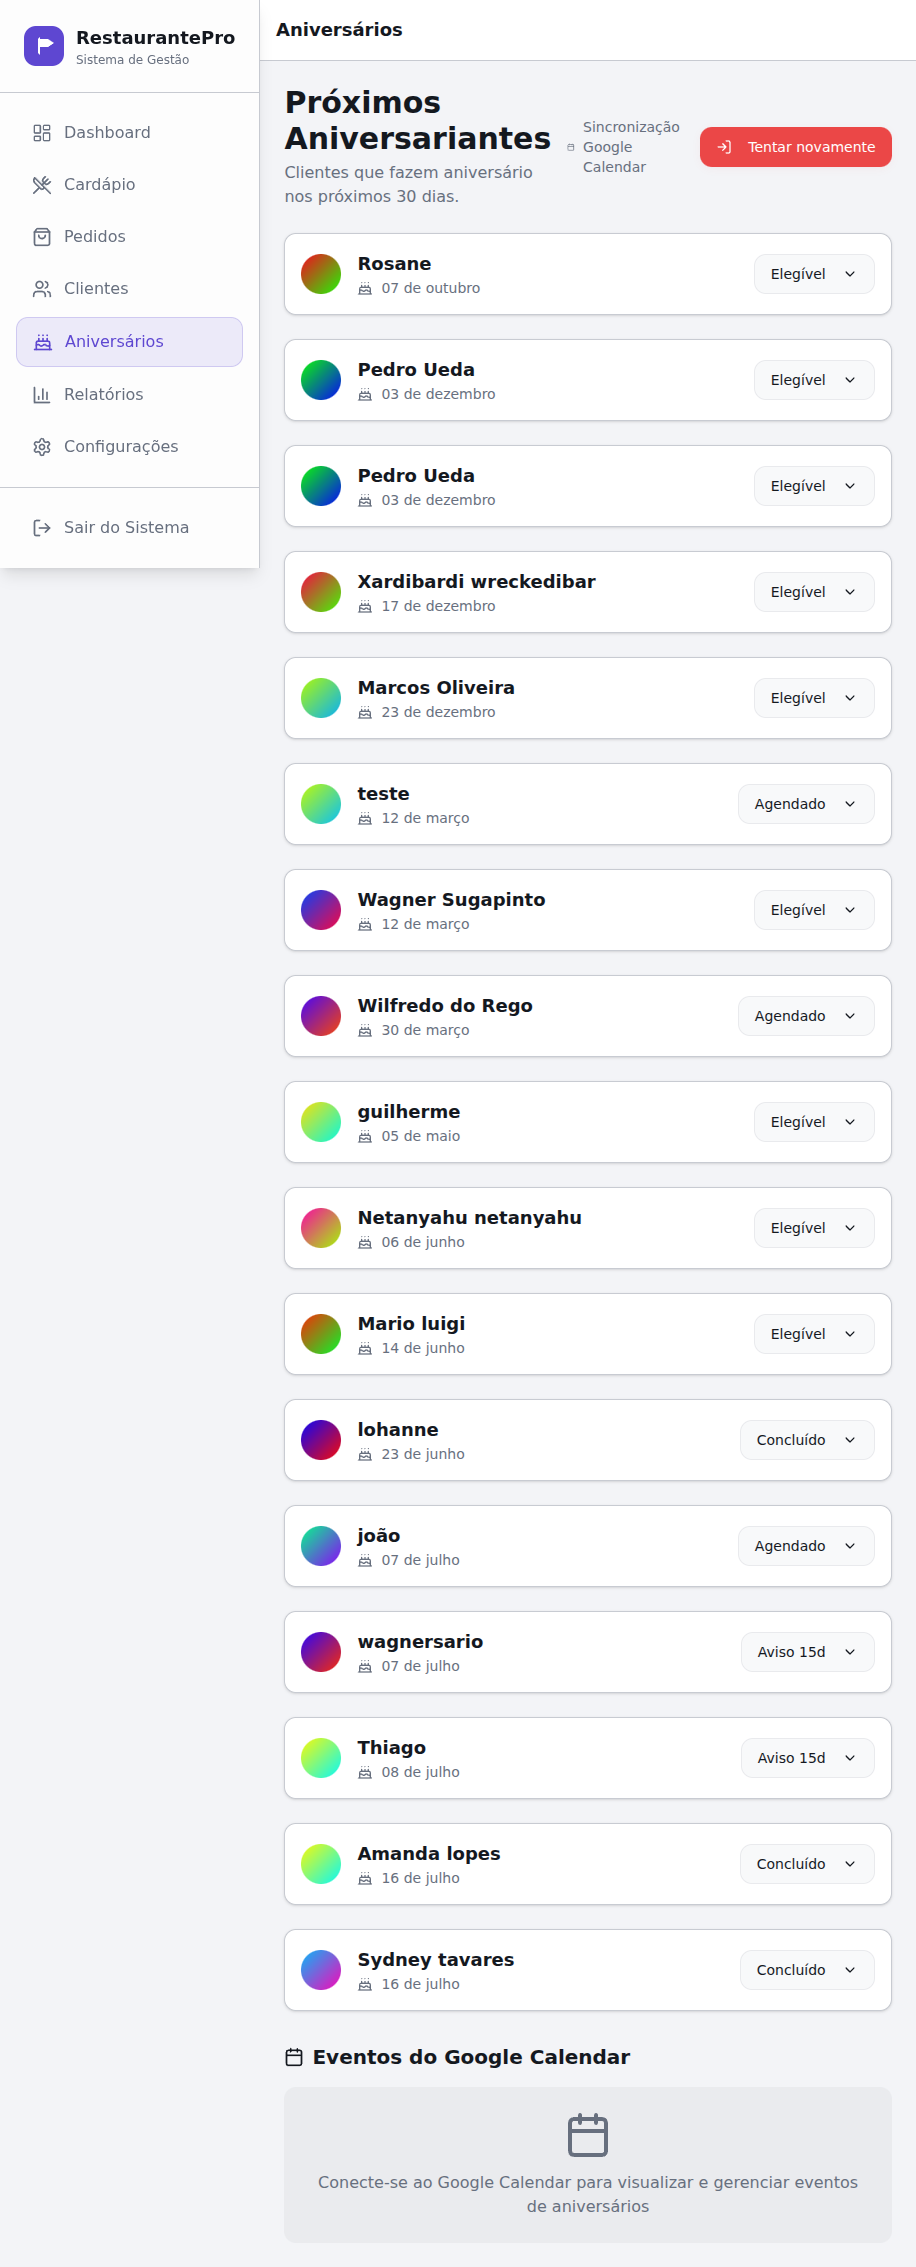 RestaurantePro
Sistema de Gestão
Dashboard
Cardápio
Pedidos
Clientes
Aniversários
Relatórios
Configurações
Sair do Sistema
Aniversários
Próximos
Aniversariantes
Clientes que fazem aniversário
nos próximos 30 dias.
Sincronização
Google
Calendar
Tentar novamente
Rosane
07 de outubro
Elegível
Pedro Ueda
03 de dezembro
Elegível
Pedro Ueda
03 de dezembro
Elegível
Xardibardi wreckedibar
17 de dezembro
Elegível
Marcos Oliveira
23 de dezembro
Elegível
teste
12 de março
Agendado
Wagner Sugapinto
12 de março
Elegível
Wilfredo do Rego
30 de março
Agendado
guilherme
05 de maio
Elegível
Netanyahu netanyahu
06 de junho
Elegível
Mario luigi
14 de junho
Elegível
lohanne
23 de junho
Concluído
joão
07 de julho
Agendado
wagnersario
07 de julho
Aviso 15d
Thiago
08 de julho
Aviso 15d
Amanda lopes
16 de julho
Concluído
Sydney tavares
16 de julho
Concluído
Eventos do Google Calendar
Conecte-se ao Google Calendar para visualizar e gerenciar eventos
de aniversários